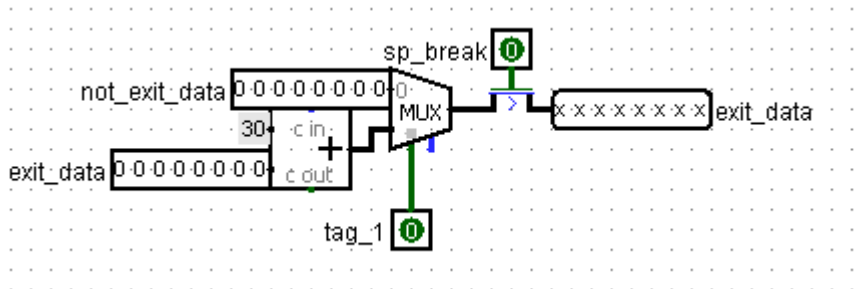 sp_break 0
not_exit_data 0 0 0 0 0 0 0 0 0
MUX
x x x x x x x x exit_data
30 c in
+
exit_data 0 0 0 0 0 0 0 0 c out
tag_1 0